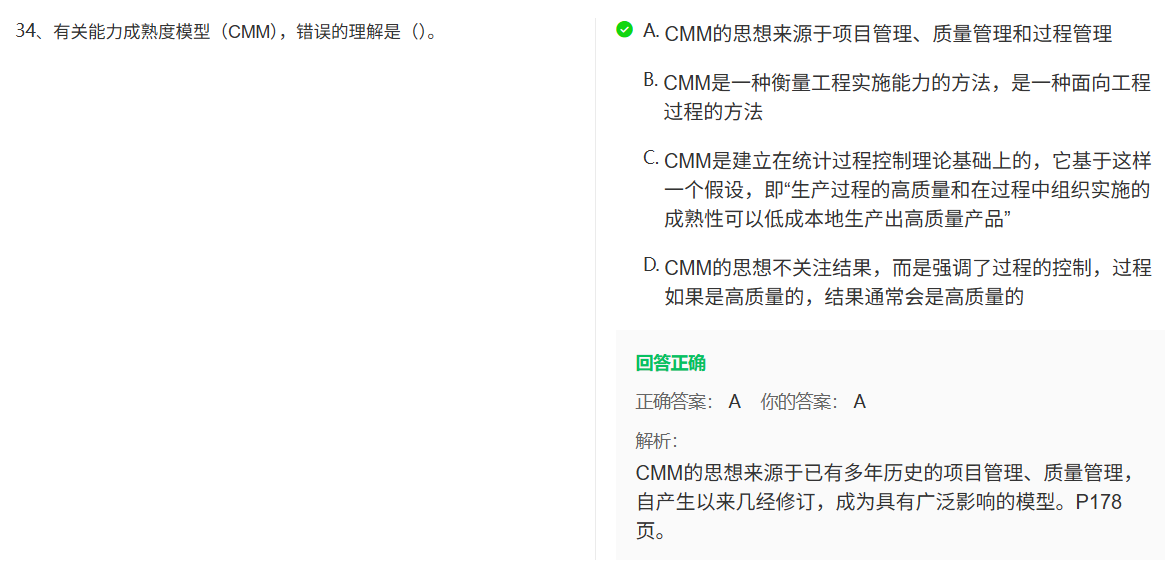 34、有关能力成熟度模型（CMM），错误的理解是（）。
A. CMM的思想来源于项目管理、质量管理和过程管理
B. CMM是一种衡量工程实施能力的方法，是一种面向工程
过程的方法
C. CMM是建立在统计过程控制理论基础上的，它基于这样
一个假设，即“生产过程的高质量和在过程中组织实施的
成熟性可以低成本地生产出高质量产品”
D. CMM的思想不关注结果，而是强调了过程的控制，过程
如果是高质量的，结果通常会是高质量的
回答正确
正确答案： A 你的答案： A
解析：
CMM的思想来源于已有多年历史的项目管理、质量管理，
自产生以来几经修订，成为具有广泛影响的模型。P178
页。